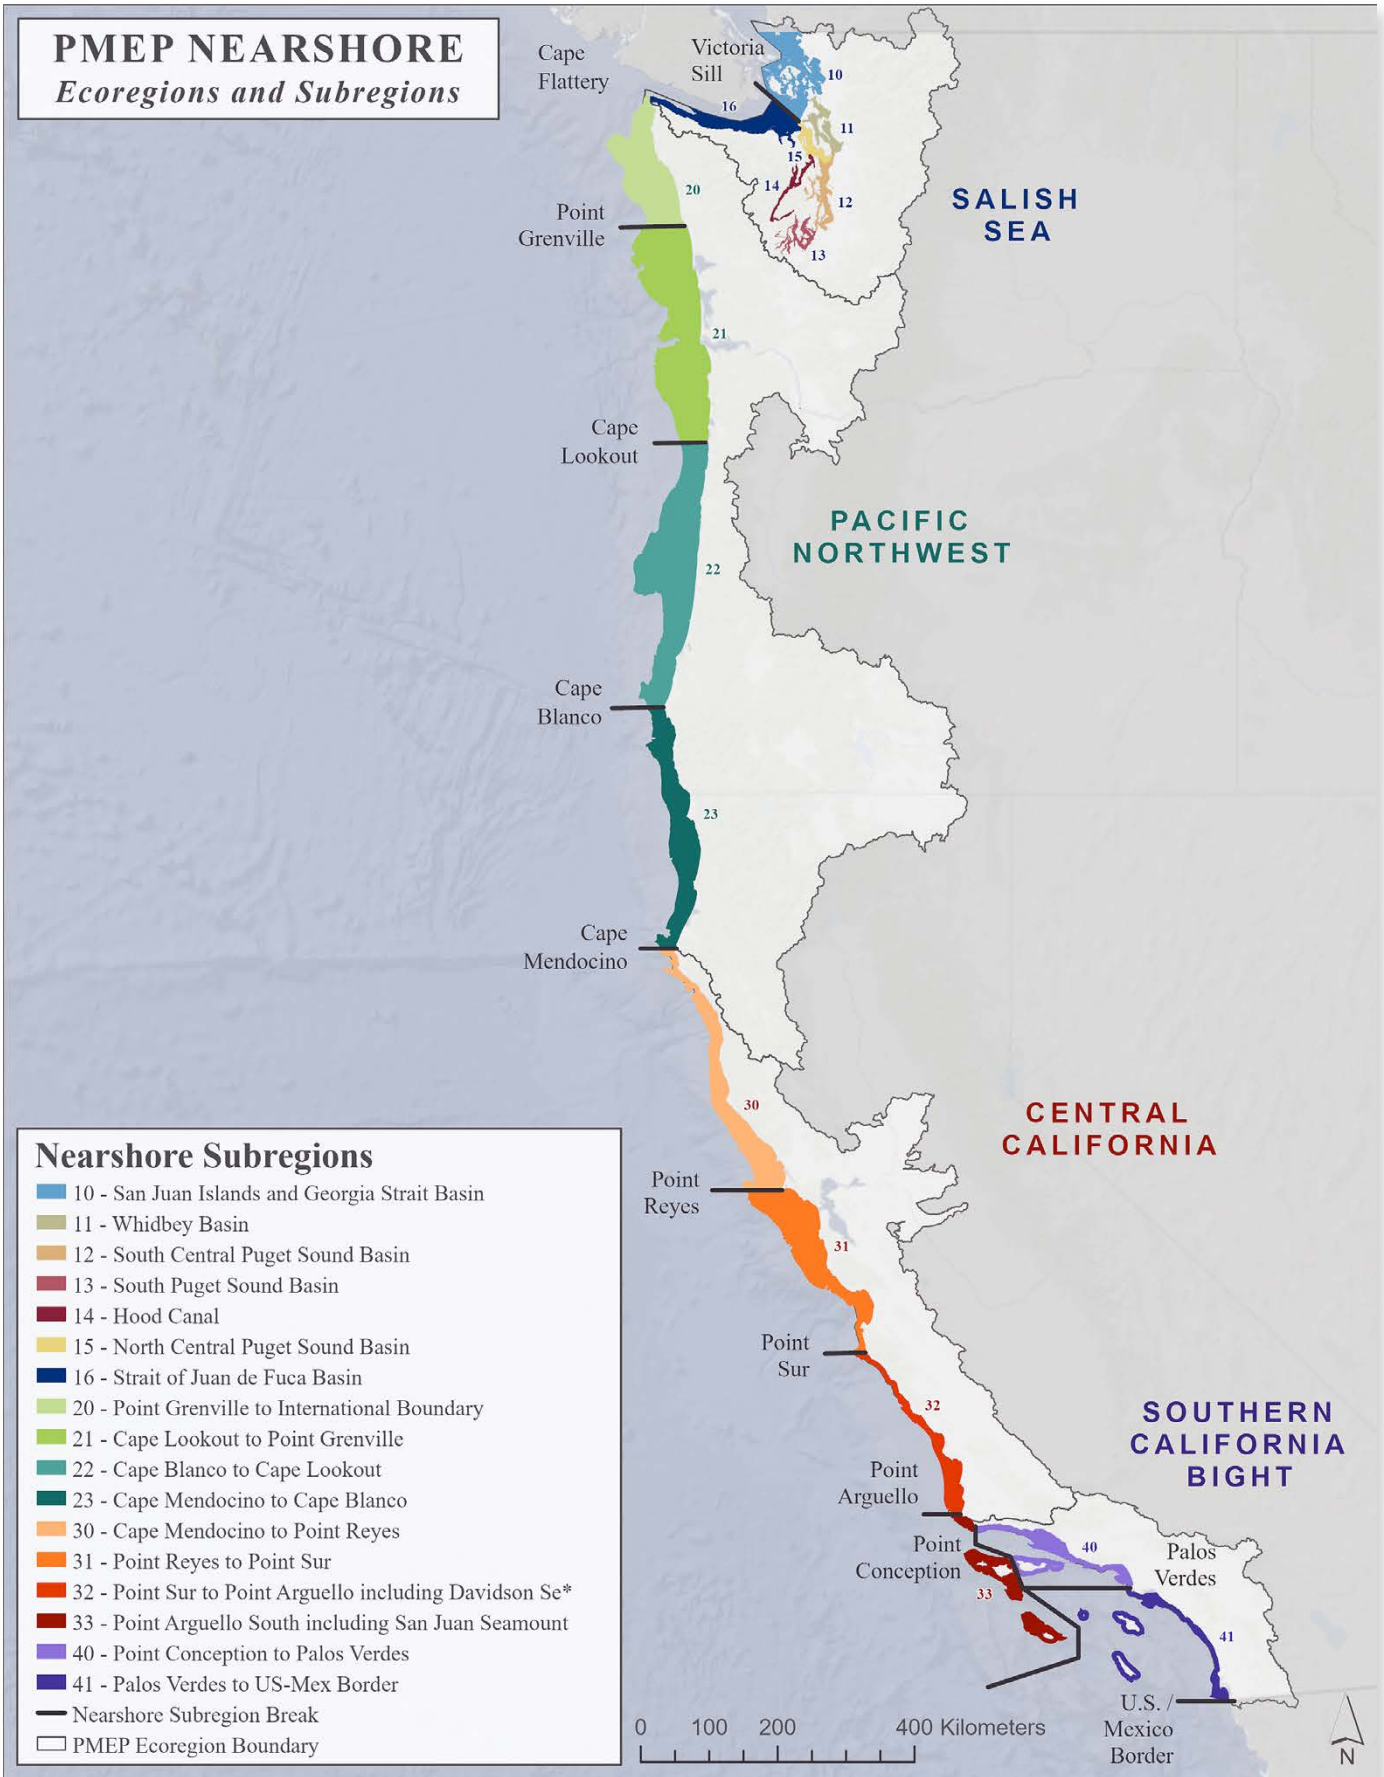 PMEP NEARSHORE
Ecoregions and Subregions
Cape
Flattery
Victoria
Sill
10
16
11
15
14
12
20
13
SALISH
SEA
Point
Grenville
21
Cape
Lookout
PACIFIC
NORTHWEST
22
Cape
Blanco
23
Cape
Mendocino
30
CENTRAL
CALIFORNIA
Point
Reyes
31
Point
Sur
32
SOUTHERN
CALIFORNIA
BIGHT
Point
Arguello
Point
Conception
40
Palos
Verdes
33
41
U.S. /
Mexico
Border
Nearshore Subregions
10 - San Juan Islands and Georgia Strait Basin
11 - Whidbey Basin
12 - South Central Puget Sound Basin
13 - South Puget Sound Basin
14 - Hood Canal
15 - North Central Puget Sound Basin
16 - Strait of Juan de Fuca Basin
20 - Point Grenville to International Boundary
21 - Cape Lookout to Point Grenville
22 - Cape Blanco to Cape Lookout
23 - Cape Mendocino to Cape Blanco
30 - Cape Mendocino to Point Reyes
31 - Point Reyes to Point Sur
32 - Point Sur to Point Arguello including Davidson Se*
33 - Point Arguello South including San Juan Seamount
40 - Point Conception to Palos Verdes
41 - Palos Verdes to US-Mex Border
Nearshore Subregion Break
PMEP Ecoregion Boundary
0 100 200 400 Kilometers
N